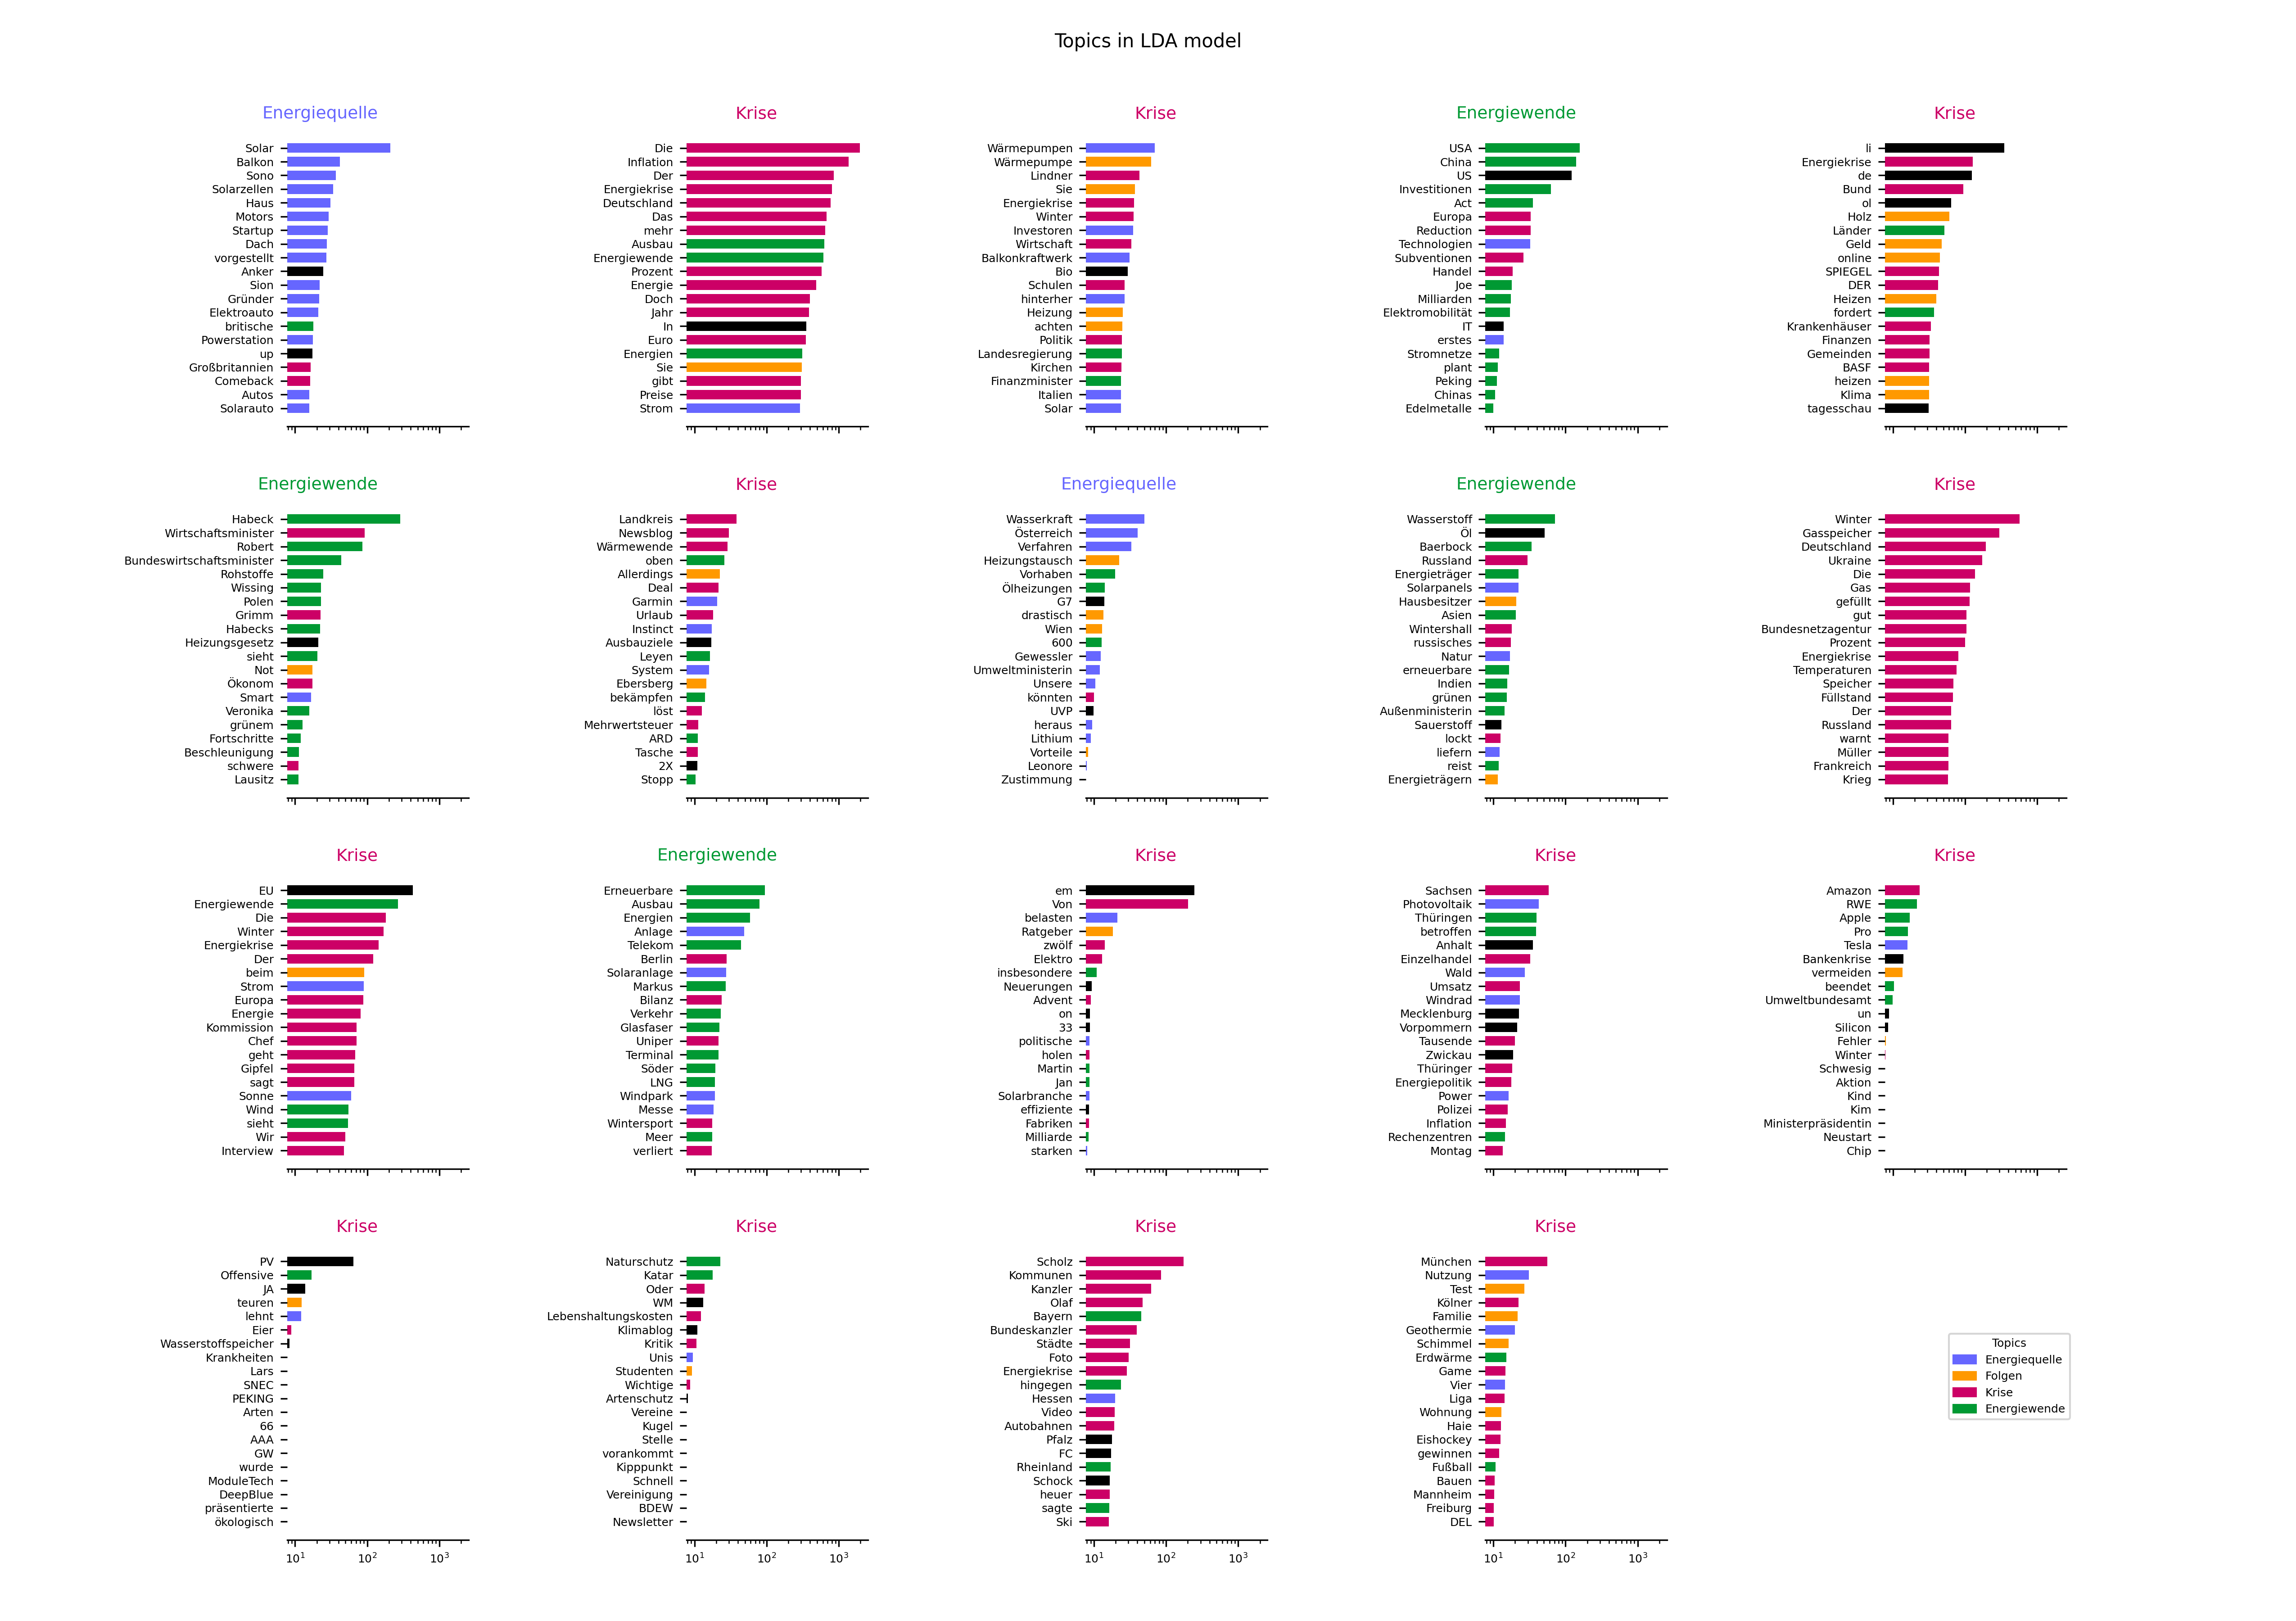 Topics in LDA model
Energiequelle
Solar
Balkon
Sono
Solarzellen
Haus
Motors
Startup
Dach
vorgestellt
Anker
Sion
Gründer
Elektroauto
britische
Powerstation
up
Großbritannien
Comeback
Autos
Solarauto
Krise
Die
Inflation
Der
Energiekrise
Deutschland
Das
mehr
Ausbau
Energiewende
Prozent
Energie
Doch
Jahr
In
Euro
Energien
Sie
gibt
Preise
Strom
Krise
Wärmepumpen
Wärmepumpe
Lindner
Sie
Energiekrise
Winter
Investoren
Wirtschaft
Balkonkraftwerk
Bio
Schulen
hinterher
Heizung
achten
Politik
Landesregierung
Kirchen
Finanzminister
Italien
Solar
Energiewende
USA
China
US
Investitionen
Act
Europa
Reduction
Technologien
Subventionen
Handel
Joe
Milliarden
Elektromobilität
IT
erstes
Stromnetze
plant
Peking
Chinas
Edelmetalle
Krise
li
Energiekrise
de
Bund
ol
Holz
Länder
Geld
online
SPIEGEL
DER
Heizen
fordert
Krankenhäuser
Finanzen
Gemeinden
BASF
heizen
Klima
tagesschau
Energiewende
Habeck
Wirtschaftsminister
Robert
Bundeswirtschaftsminister
Rohstoffe
Wissing
Polen
Grimm
Habecks
Heizungsgesetz
sieht
Not
Ökonom
Smart
Veronika
grünem
Fortschritte
Beschleunigung
schwere
Lausitz
Krise
Landkreis
Newsblog
Wärmewende
oben
Allerdings
Deal
Garmin
Urlaub
Instinct
Ausbauziele
Leyen
System
Ebersberg
bekämpfen
löst
Mehrwertsteuer
ARD
Tasche
2X
Stopp
Energiequelle
Wasserkraft
Österreich
Verfahren
Heizungstausch
Vorhaben
Ölheizungen
G7
drastisch
Wien
600
Gewessler
Umweltministerin
Unsere
könnten
UVP
heraus
Lithium
Vorteile
Leonore
Zustimmung
Energiewende
Wasserstoff
Öl
Baerbock
Russland
Energieträger
Solarpanels
Hausbesitzer
Asien
Wintershall
russisches
Natur
erneuerbare
Indien
grünen
Außenministerin
Sauerstoff
lockt
liefern
reist
Energieträgern
Krise
Winter
Gasspeicher
Deutschland
Ukraine
Die
Gas
gefüllt
gut
Bundesnetzagentur
Prozent
Energiekrise
Temperaturen
Speicher
Füllstand
Der
Russland
warnt
Müller
Frankreich
Krieg
Krise
EU
Energiewende
Die
Winter
Energiekrise
Der
beim
Strom
Europa
Energie
Kommission
Chef
geht
Gipfel
sagt
Sonne
Wind
sieht
Wir
Interview
Energiewende
Erneuerbare
Ausbau
Energien
Anlage
Telekom
Berlin
Solaranlage
Markus
Bilanz
Verkehr
Glasfaser
Uniper
Terminal
Söder
LNG
Windpark
Messe
Wintersport
Meer
verliert
Krise
em
Von
belasten
Ratgeber
zwölf
Elektro
insbesondere
Neuerungen
Advent
on
33
politische
holen
Martin
Jan
Solarbranche
effiziente
Fabriken
Milliarde
starken
Krise
Sachsen
Photovoltaik
Thüringen
betroffen
Anhalt
Einzelhandel
Wald
Umsatz
Windrad
Mecklenburg
Vorpommern
Tausende
Zwickau
Thüringer
Energiepolitik
Power
Polizei
Inflation
Rechenzentren
Montag
Krise
Amazon
RWE
Apple
Pro
Tesla
Bankenkrise
vermeiden
beendet
Umweltbundesamt
un
Silicon
Fehler
Winter
Schwesig
Aktion
Kind
Kim
Ministerpräsidentin
Neustart
Chip
Krise
PV
Offensive
JA
teuren
lehnt
Eier
Wasserstoffspeicher
Krankheiten
Lars
SNEC
PEKING
Arten
66
AAA
GW
wurde
ModuleTech
DeepBlue
präsentierte
ökologisch
10¹ 10² 10³
Krise
Naturschutz
Katar
Oder
WM
Lebenshaltungskosten
Klimablog
Kritik
Unis
Studenten
Wichtige
Artenschutz
Vereine
Kugel
Stelle
vorankommt
Kipppunkt
Schnell
Vereinigung
BDEW
Newsletter
10¹ 10² 10³
Krise
Scholz
Kommunen
Kanzler
Olaf
Bayern
Bundeskanzler
Städte
Foto
Energiekrise
hingegen
Hessen
Video
Autobahnen
Pfalz
FC
Rheinland
Schock
heuer
sagte
Ski
10¹ 10² 10³
Krise
München
Nutzung
Test
Kölner
Familie
Geothermie
Schimmel
Erdwärme
Game
Vier
Liga
Wohnung
Haie
Eishockey
gewinnen
Fußball
Bauen
Mannheim
Freiburg
DEL
10¹ 10² 10³
Topics
Energiequelle
Folgen
Krise
Energiewende